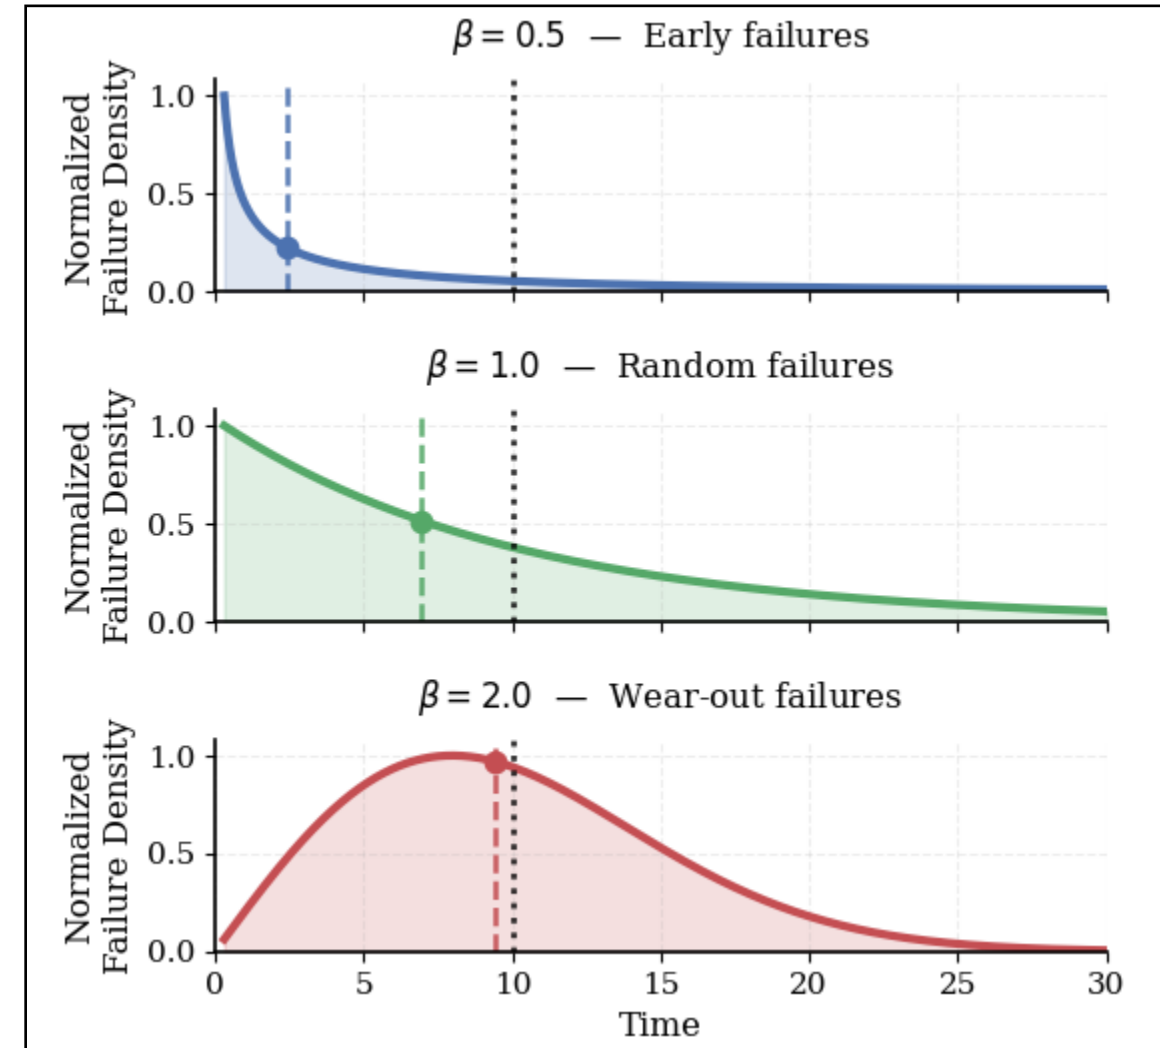 β = 0.5 — Early failures
Normalized
Failure Density
1.0
0.5
0.0
β = 1.0 — Random failures
Normalized
Failure Density
1.0
0.5
0.0
β = 2.0 — Wear-out failures
Normalized
Failure Density
1.0
0.5
0.0
0 5 10 15 20 25 30
Time